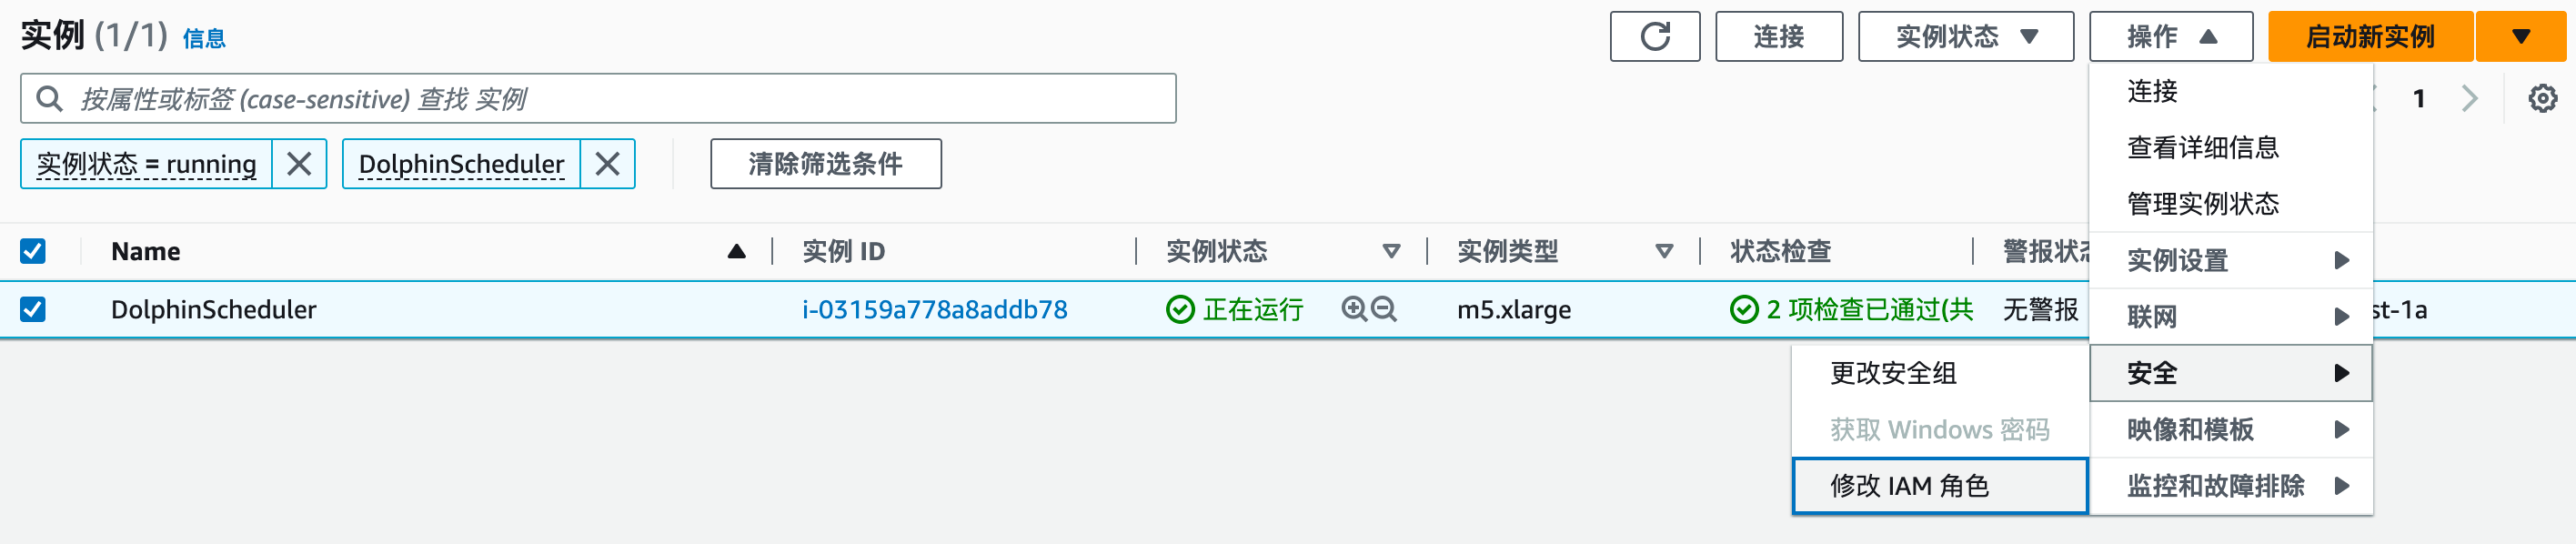 实例 (1/1) 信息
连接 实例状态 操作 启动新实例
按属性或标签 (case-sensitive) 查找 实例
1
实例状态 = running DolphinScheduler 清除筛选条件
Name 实例 ID 实例状态 实例类型 状态检查 警报状
DolphinScheduler i-03159a778a8addb78 正在运行 m5.xlarge 2 项检查已通过(共 无警报 st-1a
连接
查看详细信息
管理实例状态
实例设置
联网
安全
映像和模板
监控和故障排除
更改安全组
获取 Windows 密码
修改 IAM 角色